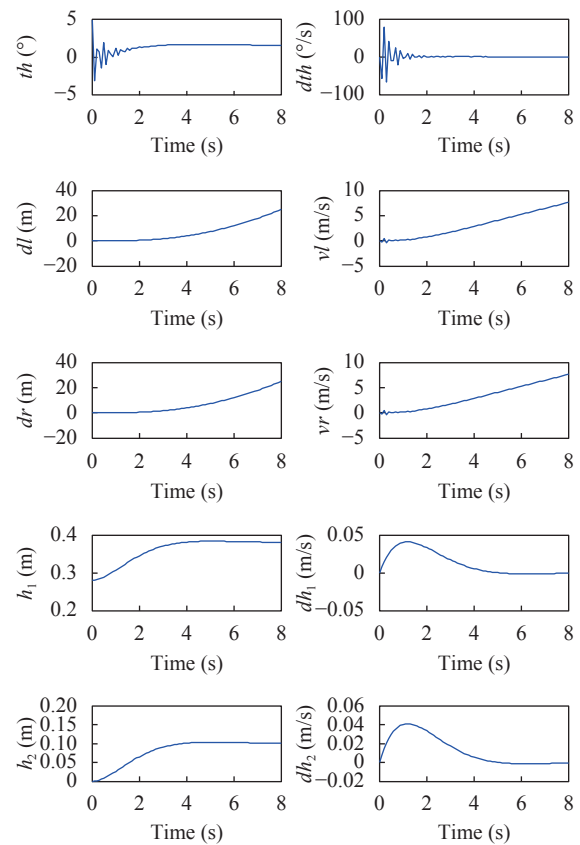 th (°)
5
0
−5
0 2 4 6 8
Time (s)
dth (°/s)
100
0
−100
0 2 4 6 8
Time (s)
dl (m)
40
20
0
−20
0 2 4 6 8
Time (s)
vl (m/s)
10
5
0
−5
0 2 4 6 8
Time (s)
dr (m)
40
20
0
−20
0 2 4 6 8
Time (s)
vr (m/s)
10
5
0
−5
0 2 4 6 8
Time (s)
h₁ (m)
0.4
0.3
0.2
0 2 4 6 8
Time (s)
dh₁ (m/s)
0.05
0
−0.05
0 2 4 6 8
Time (s)
h₂ (m)
0.20
0.15
0.10
0.05
0
0 2 4 6 8
Time (s)
dh₂ (m/s)
0.06
0.04
0.02
0
−0.02
0 2 4 6 8
Time (s)